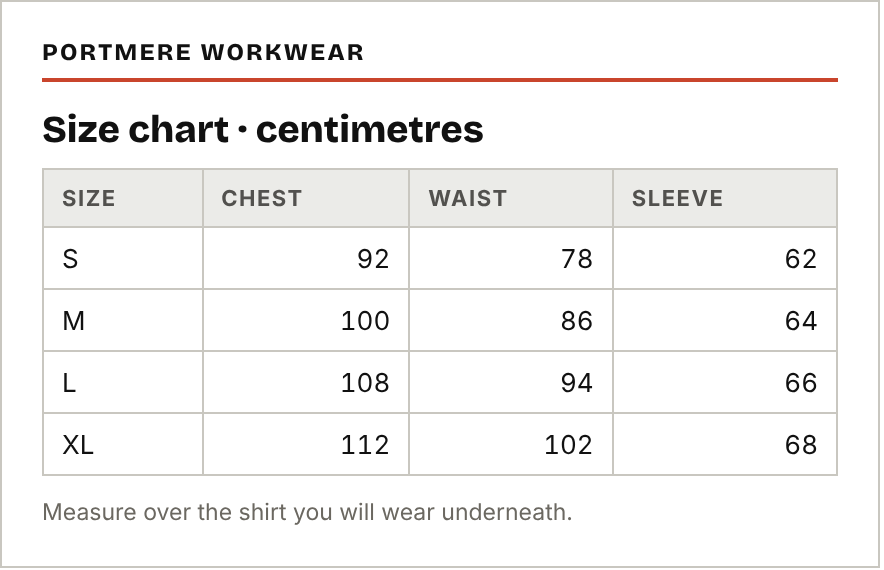 PORTMERE WORKWEAR
Size chart · centimetres
SIZE CHEST WAIST SLEEVE
S 92 78 62
M 100 86 64
L 108 94 66
XL 112 102 68
Measure over the shirt you will wear underneath.